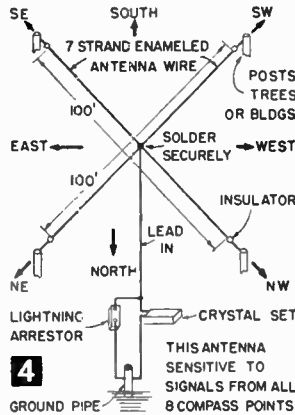 SE
SOUTH
SW
7 STRAND ENAMELED
ANTENNA WIRE
POSTS
TREES
OR BLDGS
100'
EAST
SOLDER
SECURELY
WEST
100'
INSULATOR
LEAD
IN
NORTH
NE
NW
LIGHTNING
ARRESTOR
CRYSTAL SET
4
THIS ANTENNA
SENSITIVE TO
SIGNALS FROM ALL
8 COMPASS POINTS
GROUND PIPE